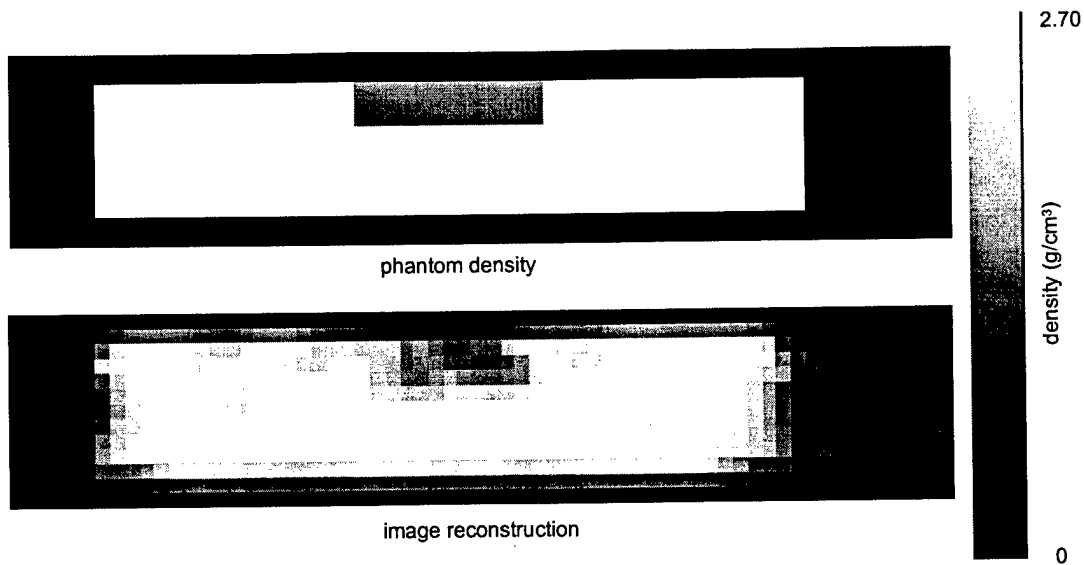 2.70
phantom density
density (g/cm³)
image reconstruction
0